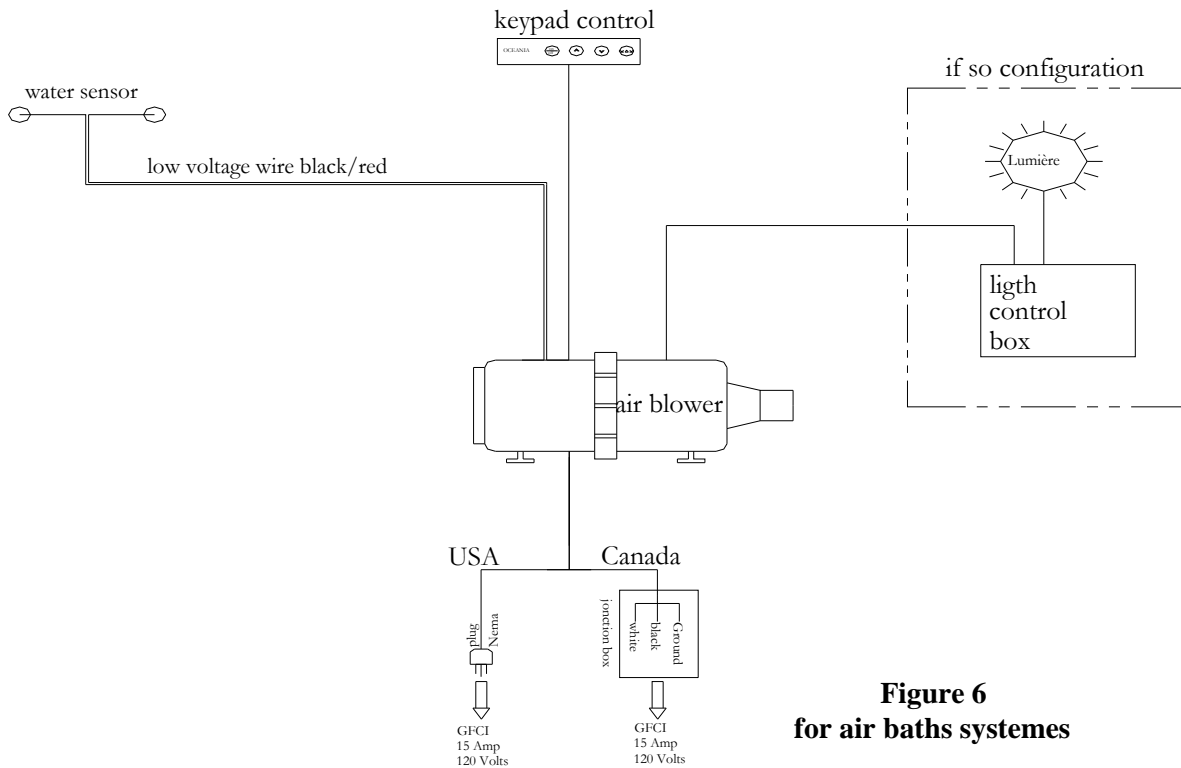 keypad control
OCEANIA
if so configuration
water sensor
low voltage wire black/red
Lumière
ligth
control
box
air blower
USA
Canada
plug
Nema
jonction box
white
black
Ground
GFCI
15 Amp
120 Volts
GFCI
15 Amp
120 Volts
Figure 6
for air baths systemes